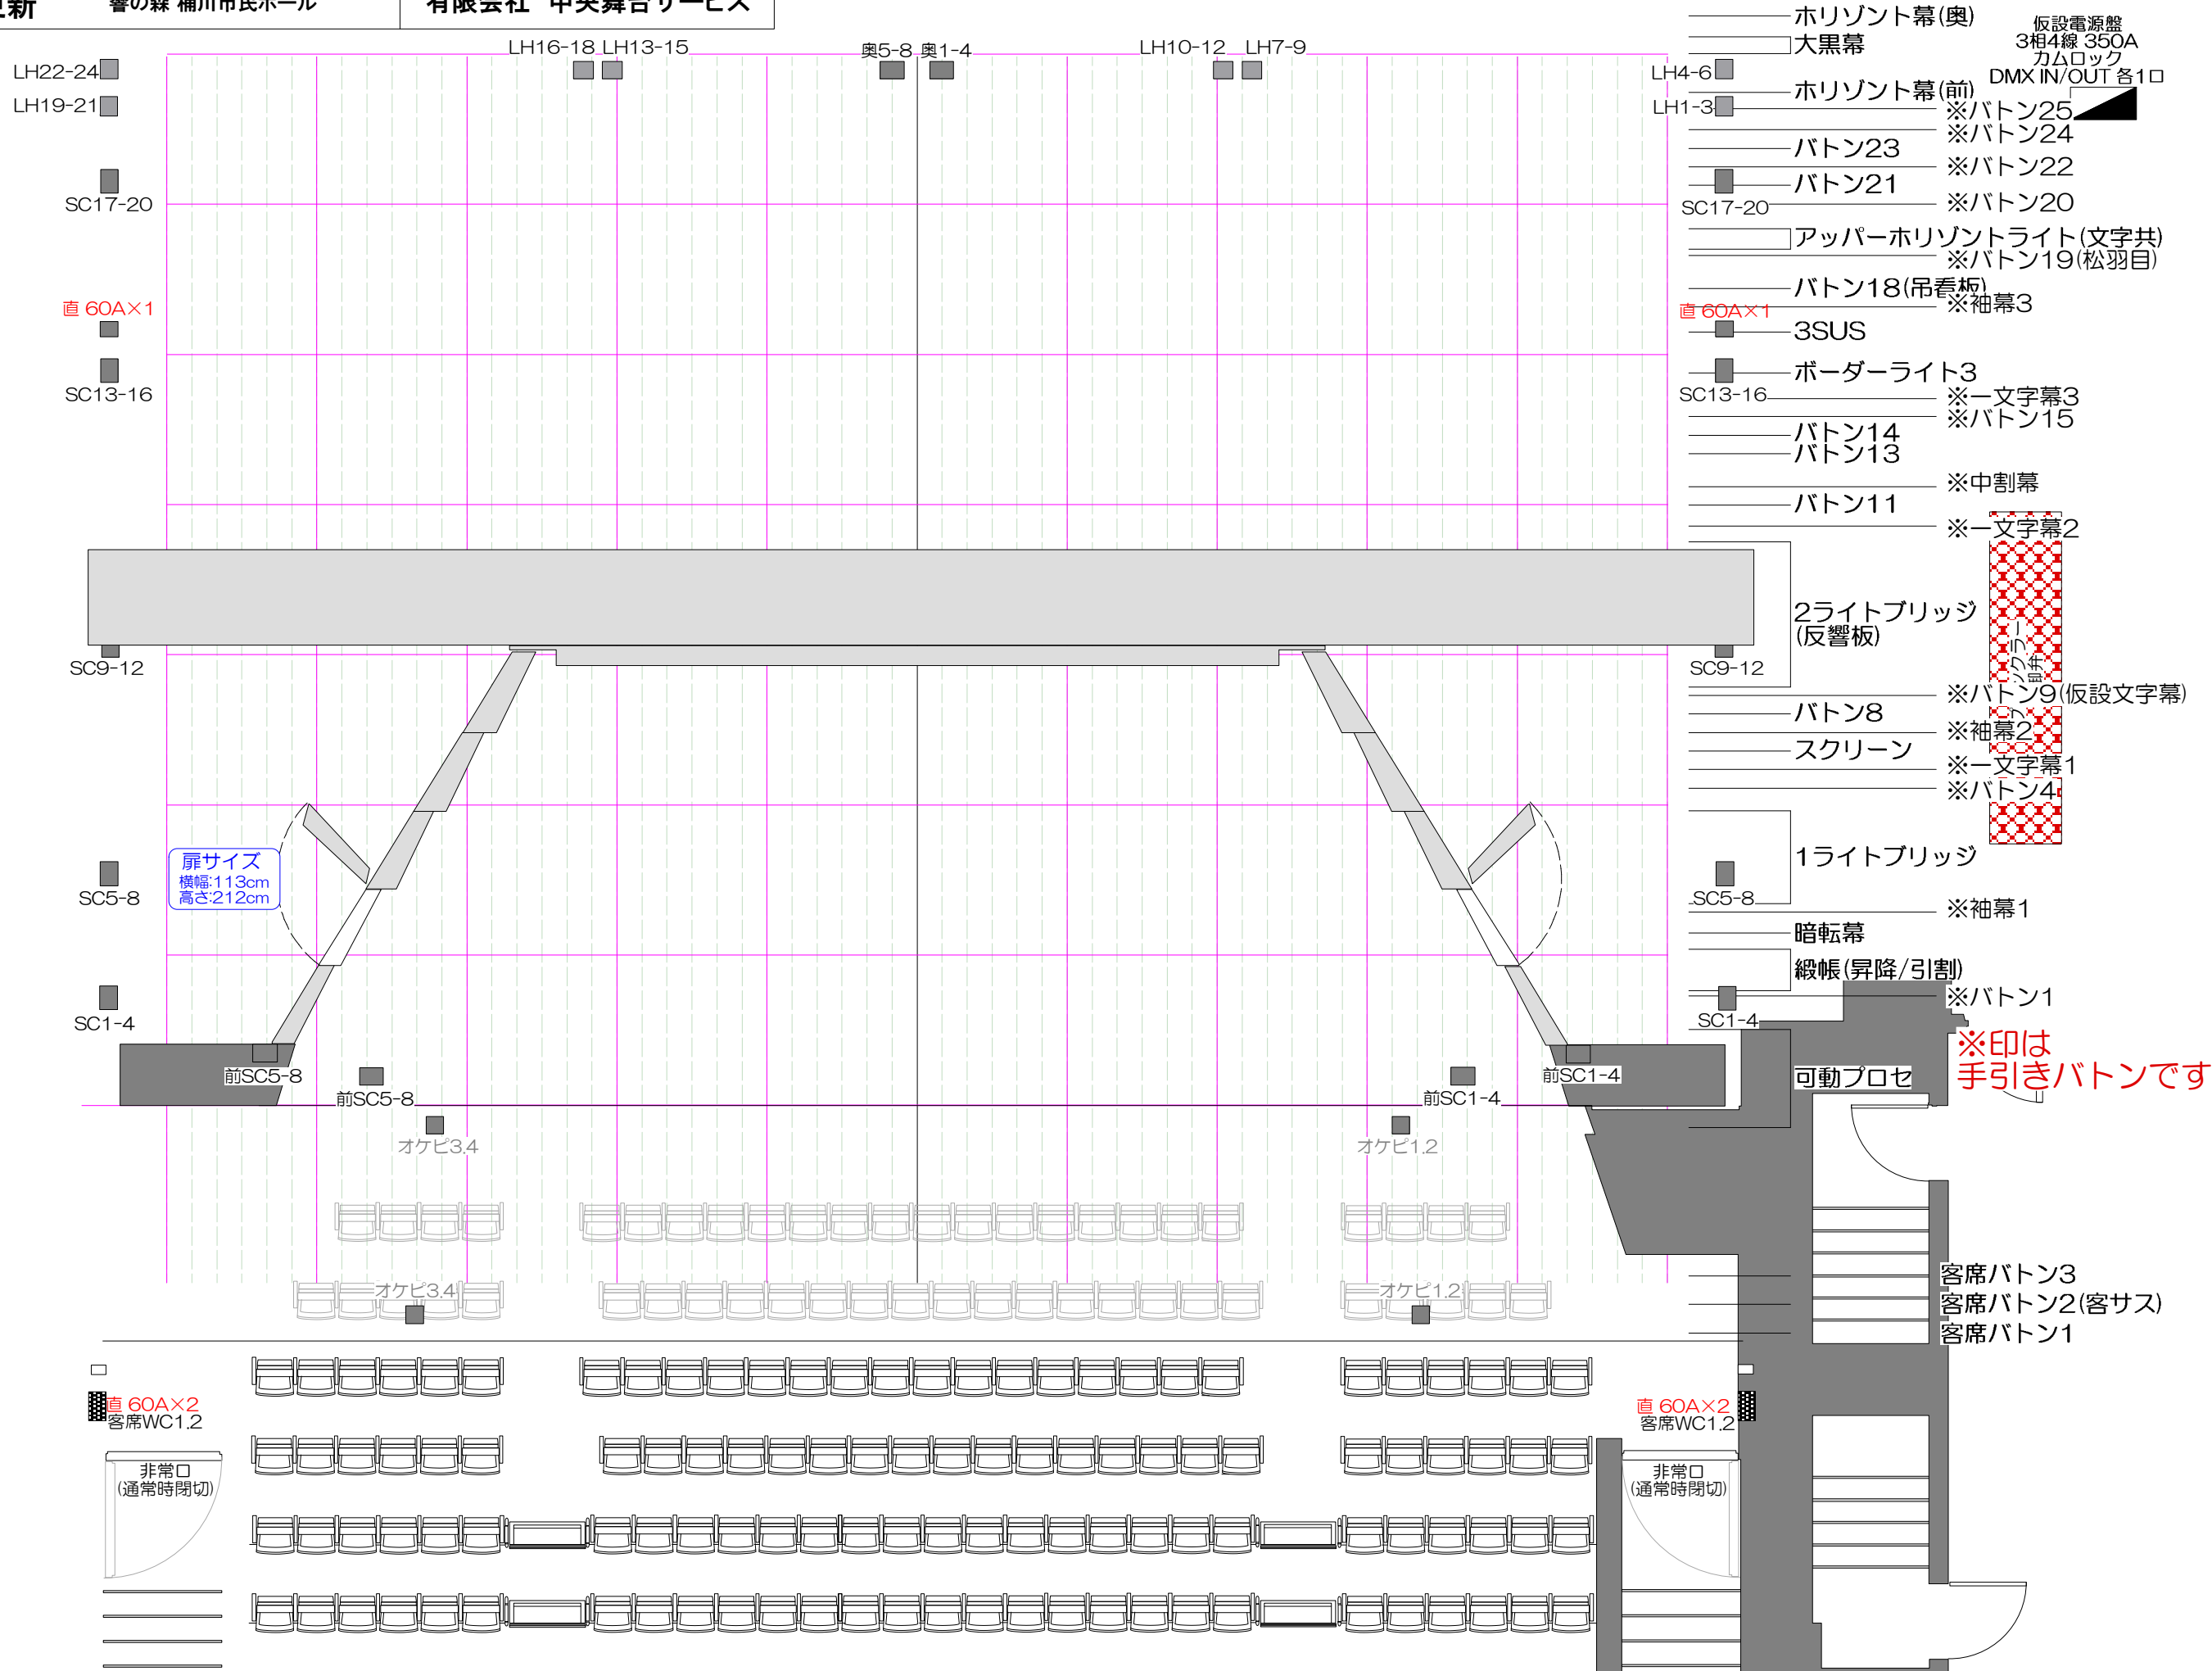 更新
響の森 桶川市民ホール
有限会社 中央舞台サービス
LH22-24
LH19-21
LH16-18 LH13-15
奥5-8 奥1-4
LH10-12 LH7-9
LH4-6
LH1-3
ホリゾント幕(奥)
大黒幕
仮設電源盤
3相4線 350A
カムロック
DMX IN/OUT 各1口
ホリゾント幕(前)
※バトン25
※バトン24
バトン23
※バトン22
バトン21
SC17-20
SC17-20
※バトン20
アッパーホリゾントライト(文字共)
※バトン19(松羽目)
バトン18(吊看板)
※袖幕3
直 60A×1
直 60A×1
3SUS
ボーダーライト3
SC13-16
SC13-16
※一文字幕3
※バトン15
バトン14
バトン13
※中割幕
バトン11
※一文字幕2
2ライトブリッジ
(反響板)
SC9-12
SC9-12
※バトン9(仮設文字幕)
バトン8
※袖幕2
スクリーン
※一文字幕1
※バトン4
扉サイズ
横幅:113cm
高さ:212cm
1ライトブリッジ
SC5-8
SC5-8
※袖幕1
暗転幕
緞帳(昇降/引割)
※バトン1
SC1-4
SC1-4
※印は
手引きバトンです
前SC5-8
前SC5-8
前SC1-4
前SC1-4
可動プロセ
オケピ3.4
オケピ1.2
オケピ3.4
オケピ1.2
客席バトン3
客席バトン2(客サス)
客席バトン1
直 60A×2
客席WC1.2
直 60A×2
客席WC1.2
非常口
(通常時閉切)
非常口
(通常時閉切)